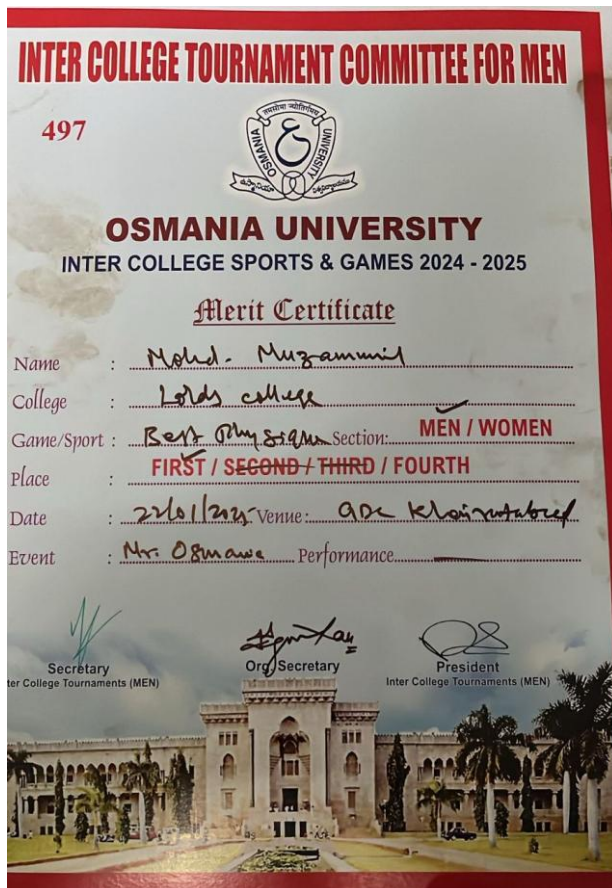 INTER COLLEGE TOURNAMENT COMMITTEE FOR MEN
497
OSMANIA UNIVERSITY
OSMANIA UNIVERSITY
INTER COLLEGE SPORTS & GAMES 2024 - 2025
Merit Certificate
Name : Mohd. Muzammil
College : Lords college
Game/Sport : Best Physique Section: MEN / WOMEN
Place : FIRST / SECOND / THIRD / FOURTH
Date : 22/01/2025 Venue: GDC Khairatabad
Event : Mr. Osmania Performance
Secretary
ter College Tournaments (MEN)
Org. Secretary
President
Inter College Tournaments (MEN)